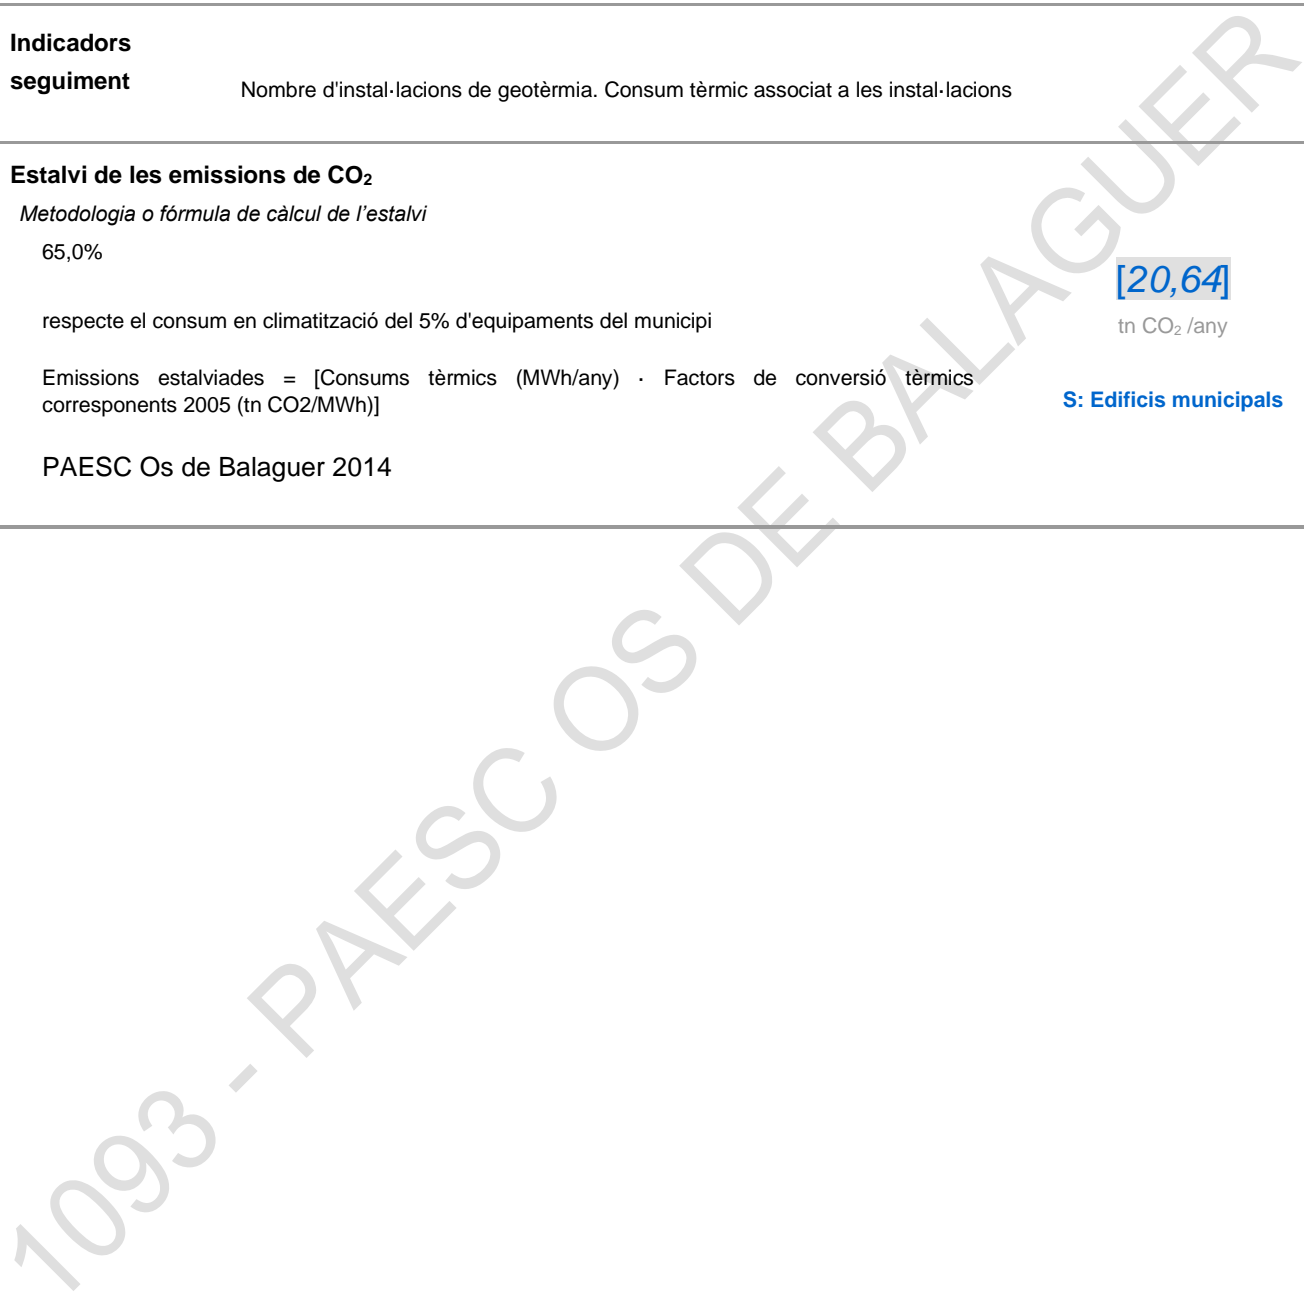 Indicadors
seguiment
Nombre d'instal·lacions de geotèrmia. Consum tèrmic associat a les instal·lacions
Estalvi de les emissions de CO₂
Metodologia o fórmula de càlcul de l’estalvi
65,0%
[20,64]
respecte el consum en climatització del 5% d'equipaments del municipi
tn CO₂ /any
Emissions estalviades = [Consums tèrmics (MWh/any) · Factors de conversió tèrmics
corresponents 2005 (tn CO2/MWh)]
S: Edificis municipals
PAESC Os de Balaguer 2014
1093 - PAESC OS DE BALAGUER